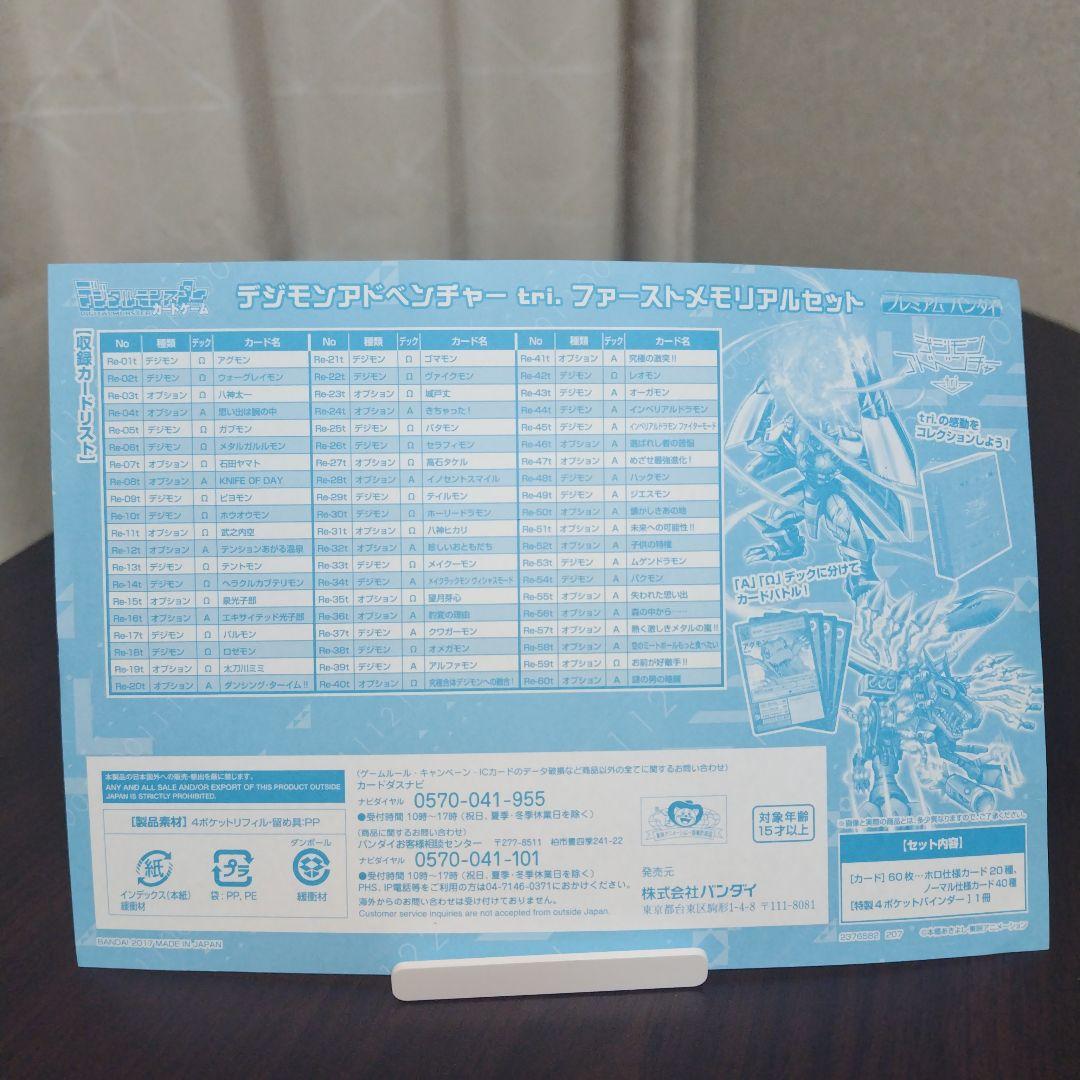 デジタルモンスター
カードゲーム
デジモンアドベンチャー tri. ファーストメモリアルセット
プレミアム バンダイ
【収録カードリスト】
No 種類 デッキ カード名
Re-01t デジモン Ω アグモン
Re-02t デジモン Ω ウォーグレイモン
Re-03t オプション Ω 八神太一
Re-04t オプション A 思い出は腕の中
Re-05t デジモン Ω ガブモン
Re-06t デジモン Ω メタルガルルモン
Re-07t オプション Ω 石田ヤマト
Re-08t オプション A KNIFE OF DAY
Re-09t デジモン Ω ピヨモン
Re-10t デジモン Ω ホウオウモン
Re-11t オプション Ω 武之内空
Re-12t オプション A テンションあがる温泉
Re-13t デジモン Ω テントモン
Re-14t デジモン Ω ヘラクルカブテリモン
Re-15t オプション Ω 泉光子郎
Re-16t オプション A エキサイテッド光子郎
Re-17t デジモン Ω パルモン
Re-18t デジモン Ω ロゼモン
Re-19t オプション Ω 太刀川ミミ
Re-20t オプション A ダンシング・ターイム!!
No 種類 デッキ カード名
Re-21t デジモン Ω ゴマモン
Re-22t デジモン Ω ヴァイクモン
Re-23t オプション Ω 城戸丈
Re-24t オプション A きちゃった!
Re-25t デジモン Ω パタモン
Re-26t デジモン Ω セラフィモン
Re-27t オプション Ω 高石タケル
Re-28t オプション A イノセントスマイル
Re-29t デジモン Ω テイルモン
Re-30t デジモン Ω ホーリードラモン
Re-31t オプション Ω 八神ヒカリ
Re-32t オプション A 珍しいおともだち
Re-33t デジモン Ω メイクーモン
Re-34t デジモン A メイクラックモン ヴィシャスモード
Re-35t オプション Ω 望月芽心
Re-36t オプション A 豹変の理由
Re-37t デジモン A クワガーモン
Re-38t デジモン Ω オメガモン
Re-39t デジモン A アルファモン
Re-40t オプション Ω 究極合体デジモンへの融合!
No 種類 デッキ カード名
Re-41t オプション A 究極の激突!!
Re-42t デジモン Ω レオモン
Re-43t デジモン A オーガモン
Re-44t デジモン A インペリアルドラモン
Re-45t デジモン A インペリアルドラモン ファイターモード
Re-46t オプション A 選ばれし者の苦悩
Re-47t オプション A めざせ最強進化!
Re-48t デジモン A ハックモン
Re-49t デジモン A ジエスモン
Re-50t オプション A 懐かしきあの地
Re-51t オプション A 未来への可能性!!
Re-52t オプション A 子供の特権
Re-53t デジモン A ムゲンドラモン
Re-54t デジモン A バクモン
Re-55t オプション A 失われた思い出
Re-56t オプション A 森の中から……
Re-57t オプション A 熱く激しきメタルの嵐!!
Re-58t オプション A 空のミートボールもっと食べたい
Re-59t オプション Ω お前が好敵手!!
Re-60t オプション A 謎の男の暗躍
デジモン
アドベンチャー
tri.
tri.の感動を
コレクションしよう!
「A」「Ω」デッキに分けて
カードバトル!
アグモン
※画像と実際の商品とは、多少異なりますので、ご了承ください。
【セット内容】
[カード] 60枚…ホロ仕様カード20種、
ノーマル仕様カード40種
[特製4ポケットバインダー] 1冊
本製品の日本国外への販売・輸出を厳に禁じます。
ANY AND ALL SALE AND/OR EXPORT OF THIS PRODUCT OUTSIDE
JAPAN IS STRICTLY PROHIBITED.
【製品素材】4ポケットリフィル・留め具:PP
紙
インデックス(本紙)
緩衝材
プラ
袋:PP, PE
ダンボール
緩衝材
(ゲームルール・キャンペーン・ICカードのデータ破損など商品以外の全てに関するお問い合わせ)
カードダスナビ
ナビダイヤル 0570-041-955
●受付時間 10時~17時(祝日、夏季・冬季休業日を除く)
(商品に関するお問い合わせ)
バンダイお客様相談センター 〒277-8511 柏市豊四季241-22
ナビダイヤル 0570-041-101
●受付時間 10時~17時(祝日、夏季・冬季休業日を除く)
PHS、IP電話等をご利用の方は04-7146-0371におかけください。
海外からのお問い合わせは受け付けておりません。
Customer service inquiries are not accepted from outside Japan.
対象年齢
15才以上
発売元
株式会社バンダイ
東京都台東区駒形1-4-8 〒111-8081
BANDAI 2017 MADE IN JAPAN
2376582 207 ©本郷あきよし・東映アニメーション